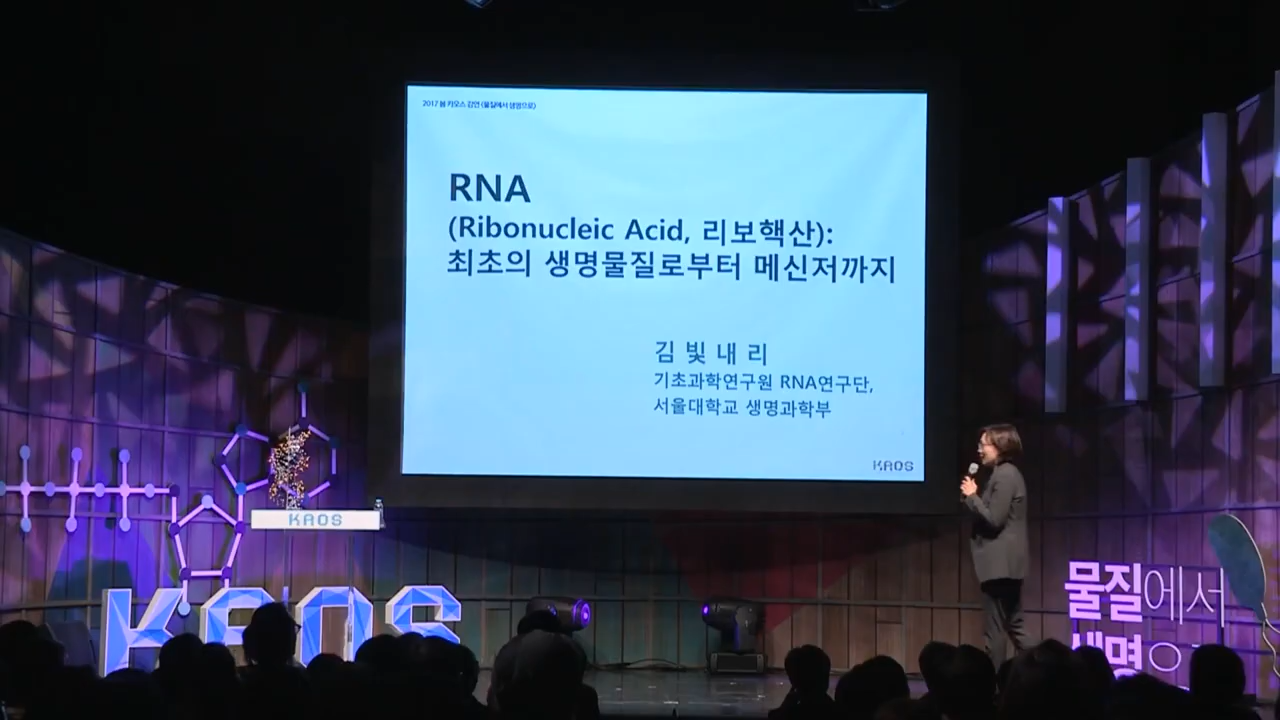 2017 봄 카오스 강연 <물질에서 생명으로>
RNA
(Ribonucleic Acid, 리보핵산):
최초의 생명물질로부터 메신저까지
김 빛 내 리
기초과학연구원 RNA연구단,
서울대학교 생명과학부
KAOS
KAOS
KAOS
물질에서
생명으